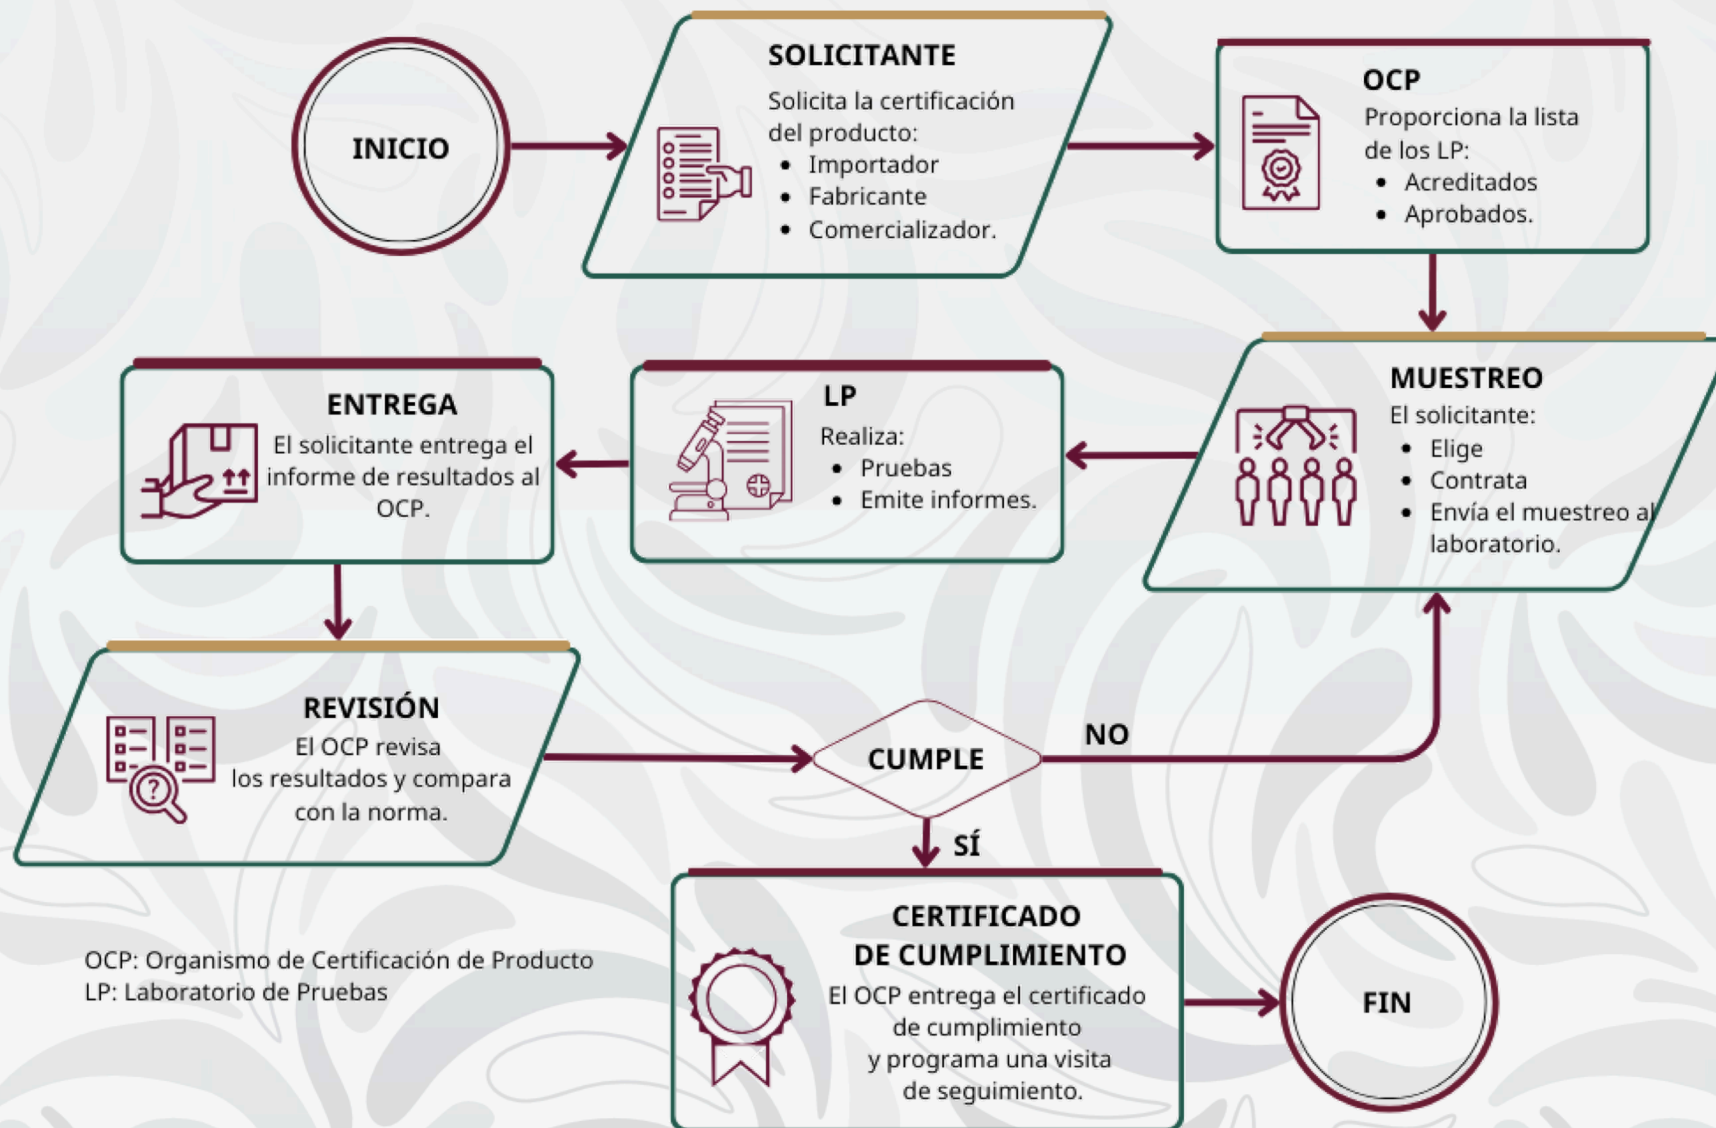 INICIO
SOLICITANTE
Solicita la certificación
del producto:
• Importador
• Fabricante
• Comercializador.
OCP
Proporciona la lista
de los LP:
• Acreditados
• Aprobados.
MUESTREO
El solicitante:
• Elige
• Contrata
• Envía el muestreo al
laboratorio.
LP
Realiza:
• Pruebas
• Emite informes.
ENTREGA
El solicitante entrega el
informe de resultados al
OCP.
REVISIÓN
El OCP revisa
los resultados y compara
con la norma.
?
CUMPLE
NO
SÍ
CERTIFICADO
DE CUMPLIMIENTO
El OCP entrega el certificado
de cumplimiento
y programa una visita
de seguimiento.
FIN
OCP: Organismo de Certificación de Producto
LP: Laboratorio de Pruebas